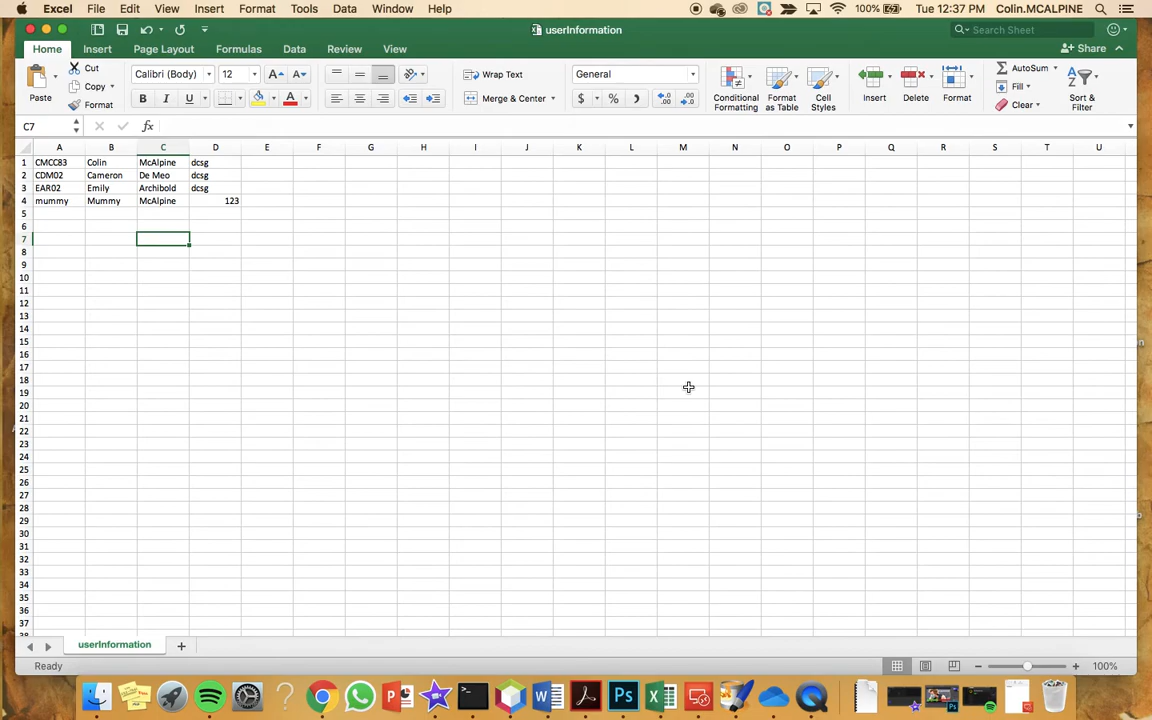 Excel File Edit View Insert Format Tools Data Window Help 100% Tue 12:37 PM Colin.MCALPINE
userInformation Search Sheet
Home Insert Page Layout Formulas Data Review View Share
Paste Cut Calibri (Body) 12 A A Wrap Text General Conditional Formatting Format as Table Cell Styles Insert Delete Format AutoSum Sort & Filter
Copy Fill
Format B I U A Merge & Center $ % Clear
C7 fx
A B C D E F G H I J K L M N O P Q R S T U
1 CMCC83 Colin McAlpine dcsg
2 CDM02 Cameron De Meo dcsg
3 EAR02 Emily Archibold dcsg
4 mummy Mummy McAlpine 123
5
6
7
8
9
10
11
12
13
14
15
16
17
18
19
20
21
22
23
24
25
26
27
28
29
30
31
32
33
34
35
36
37
38
userInformation +
Ready 100%